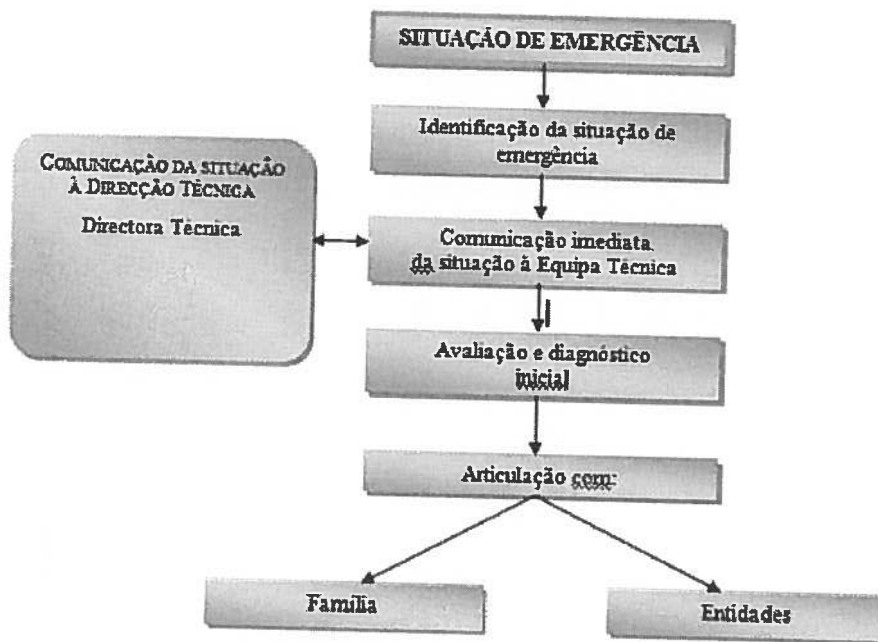 SITUAÇÃO DE EMERGÊNCIA
Identificação da situação de
emergência
COMUNICAÇÃO DA SITUAÇÃO
À DIRECÇÃO TÉCNICA
Directora Técnica
Comunicação imediata
da situação à Equipa Técnica
Avaliação e diagnóstico
inicial
Articulação com:
Família
Entidades